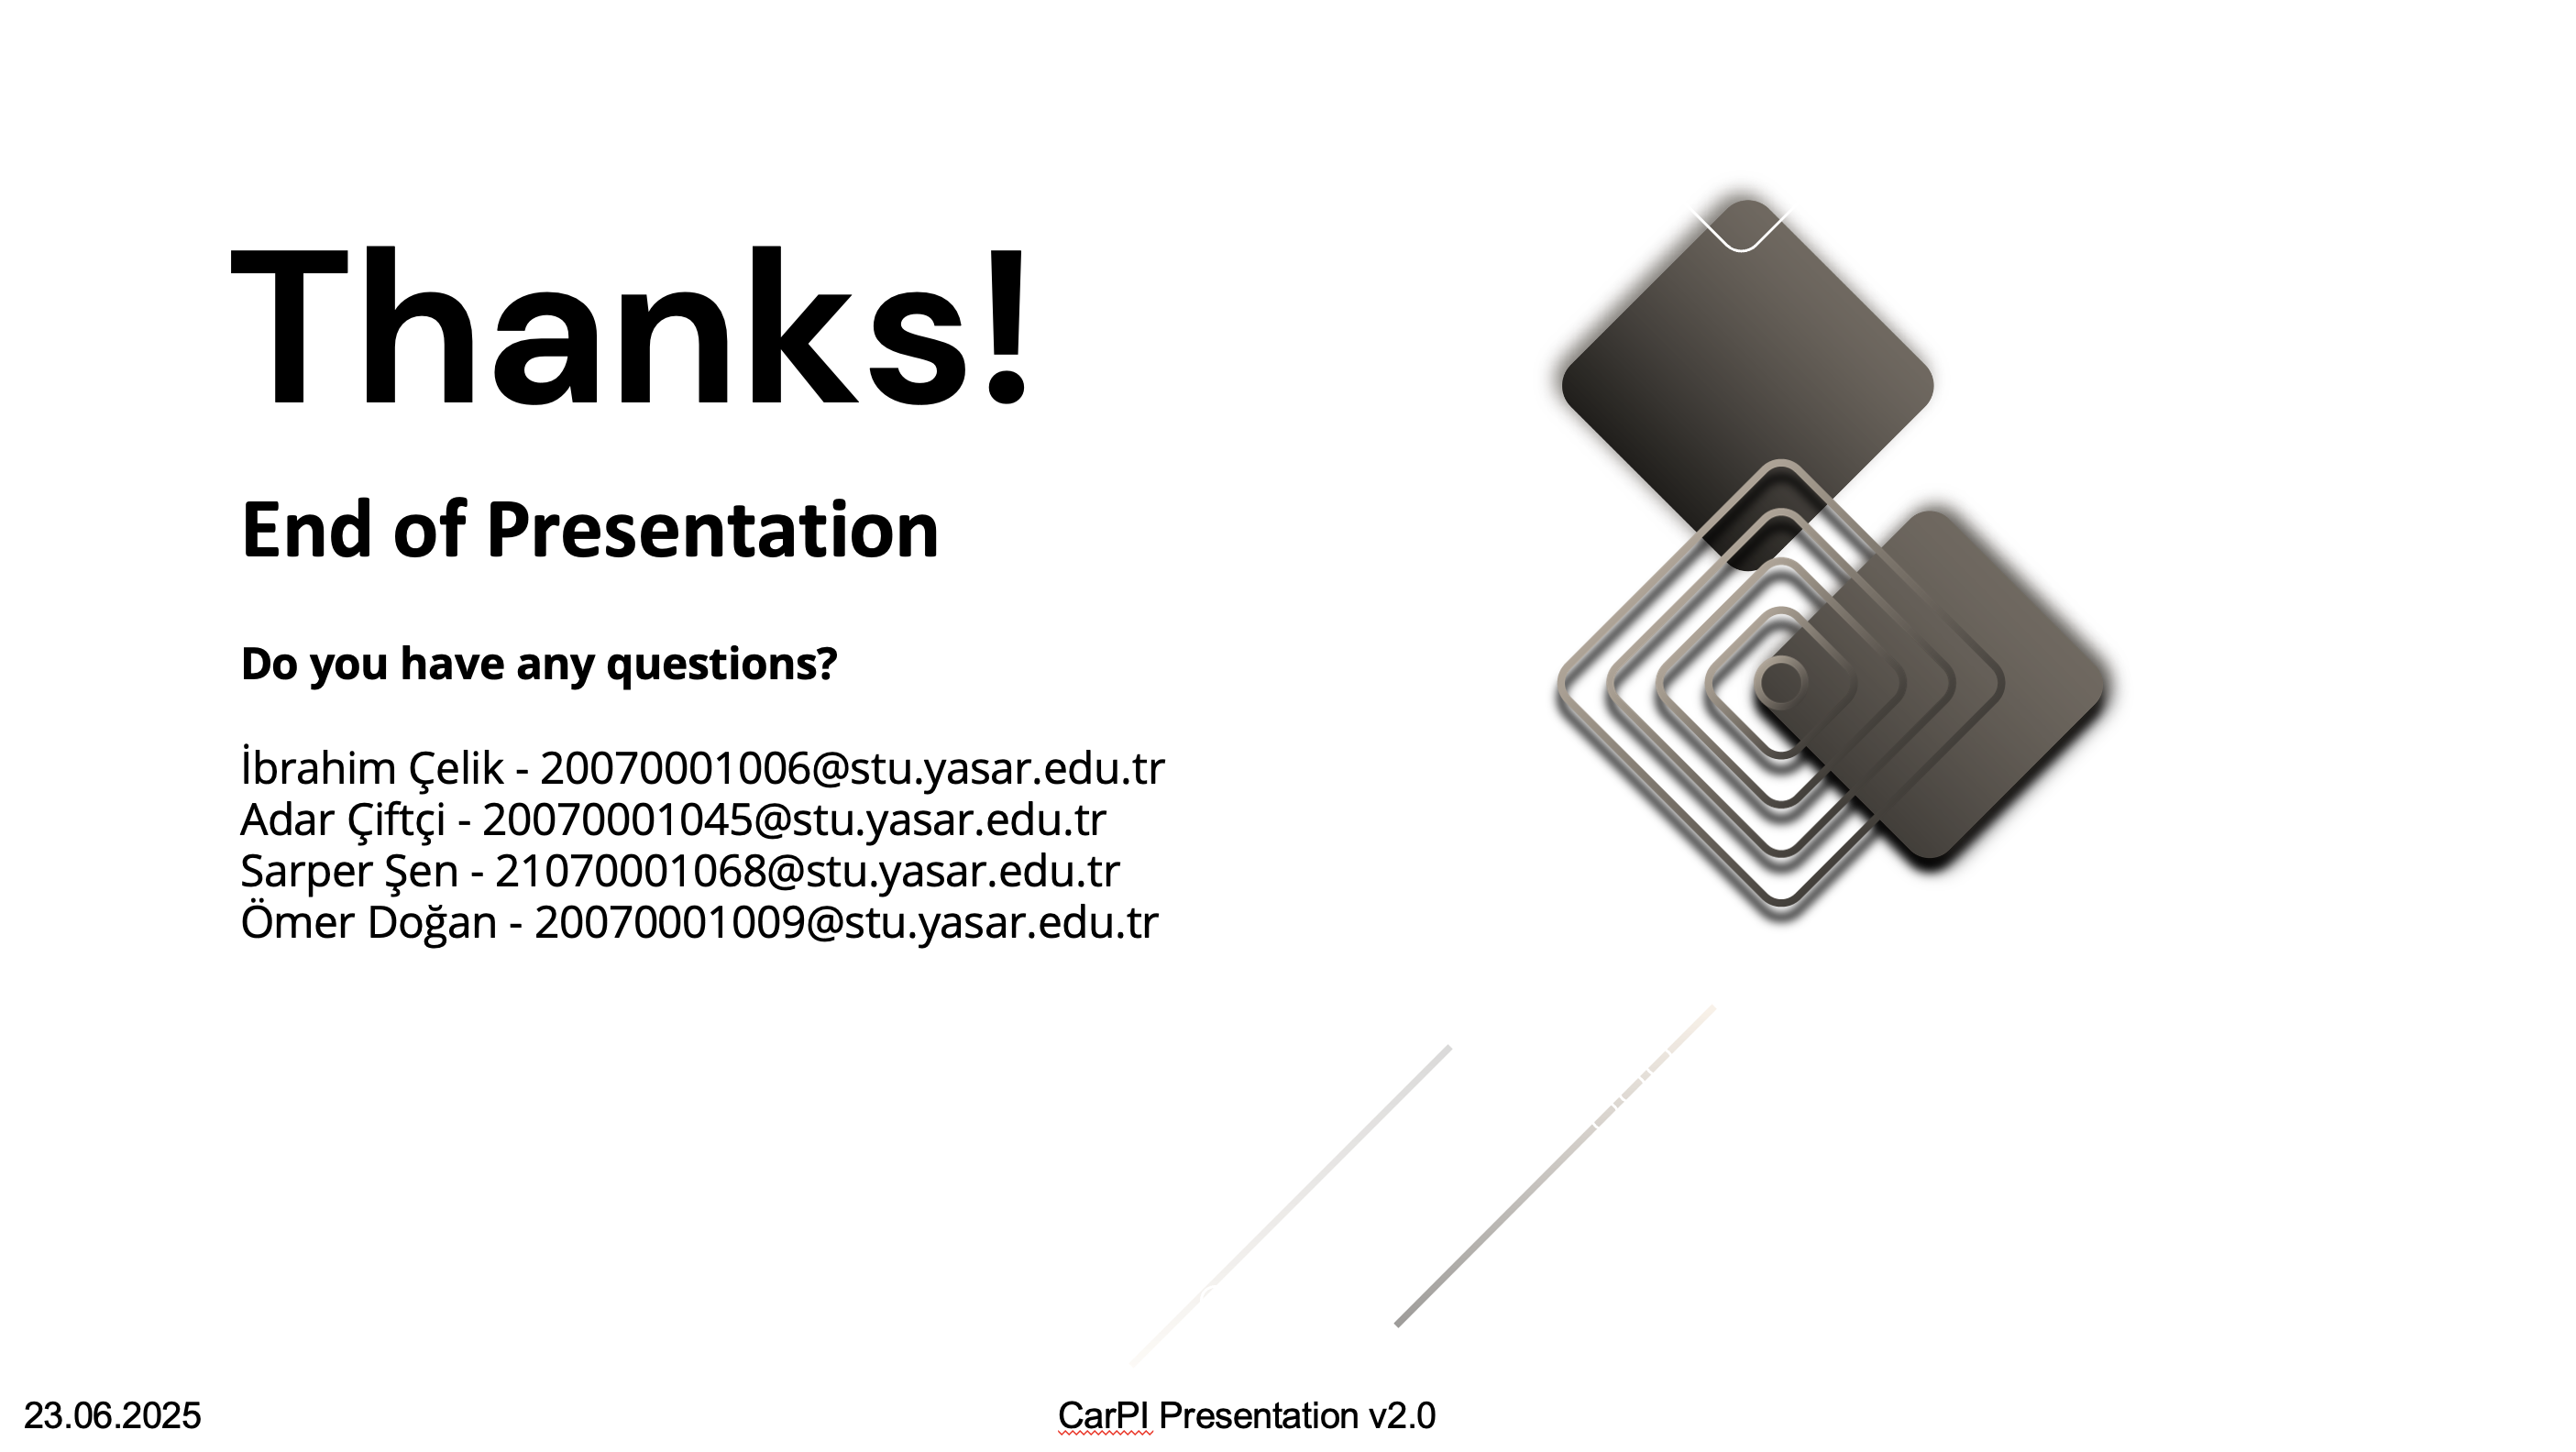 Thanks!
End of Presentation
Do you have any questions?
İbrahim Çelik - 20070001006@stu.yasar.edu.tr
Adar Çiftçi - 20070001045@stu.yasar.edu.tr
Sarper Şen - 21070001068@stu.yasar.edu.tr
Ömer Doğan - 20070001009@stu.yasar.edu.tr
23.06.2025
CarPI Presentation v2.0